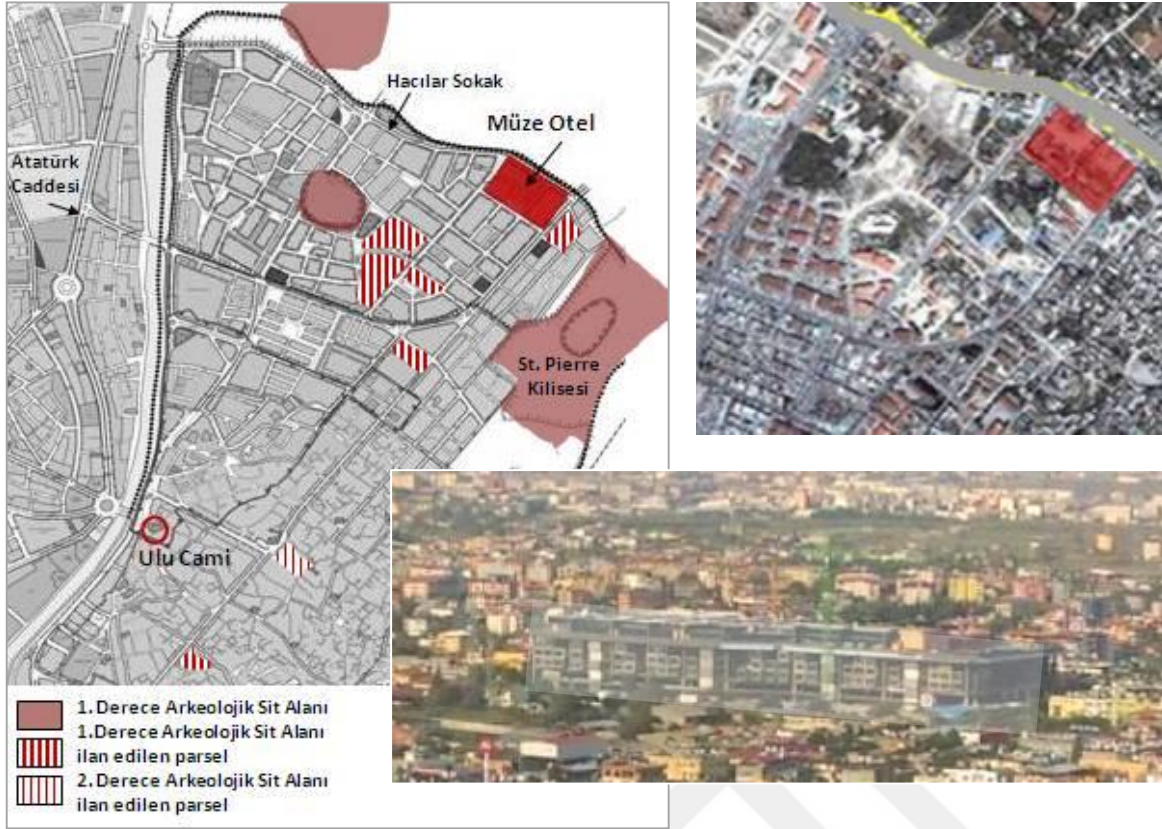 Hacılar Sokak
Müze Otel
Atatürk
Caddesi
St. Pierre
Kilisesi
Ulu Cami
1. Derece Arkeolojik Sit Alanı
1.Derece Arkeolojik Sit Alanı
ilan edilen parsel
2. Derece Arkeolojik Sit Alanı
ilan edilen parsel